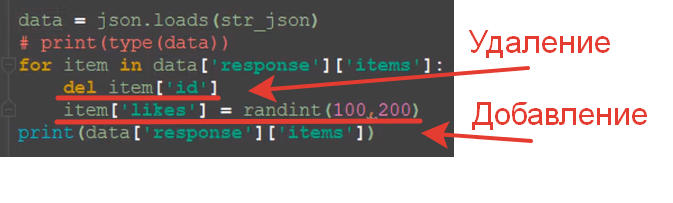 data = json.loads(str_json)
# print(type(data))
for item in data['response']['items']:
Удаление
del item['id']
item['likes'] = randint(100,200)
Добавление
print(data['response']['items'])